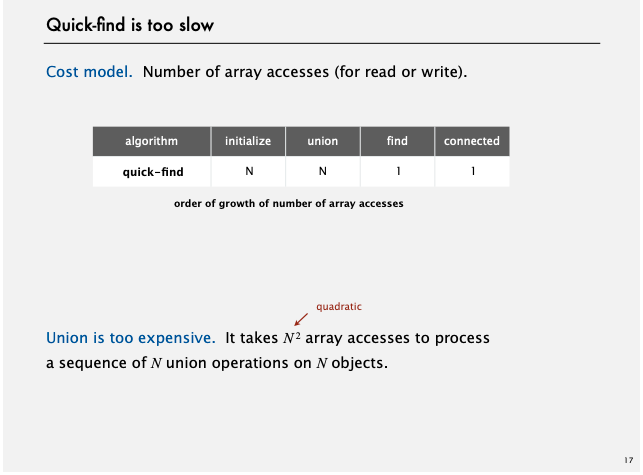 Quick-find is too slow
Cost model. Number of array accesses (for read or write).
algorithm initialize union find connected
quick-find N N 1 1
order of growth of number of array accesses
quadratic
Union is too expensive. It takes N² array accesses to process
a sequence of N union operations on N objects.
17